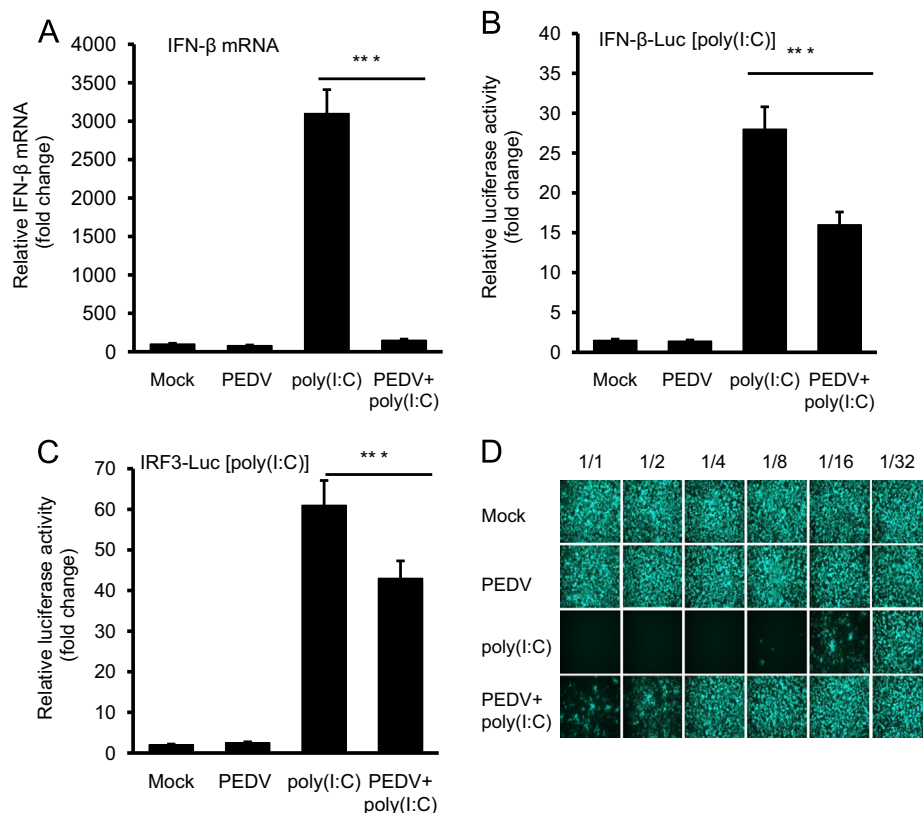 A
IFN-β mRNA
** *
Relative IFN-β mRNA
(fold change)
4000
3500
3000
2500
2000
1500
1000
500
0
Mock
PEDV
poly(I:C)
PEDV+
poly(I:C)
B
IFN-β-Luc [poly(I:C)]
** *
Relative luciferase activity
(fold change)
40
35
30
25
20
15
10
5
0
Mock
PEDV
poly(I:C)
PEDV+
poly(I:C)
C
IRF3-Luc [poly(I:C)]
** *
Relative luciferase activity
(fold change)
70
60
50
40
30
20
10
0
Mock
PEDV
poly(I:C)
PEDV+
poly(I:C)
D
1/1 1/2 1/4 1/8 1/16 1/32
Mock
PEDV
poly(I:C)
PEDV+
poly(I:C)